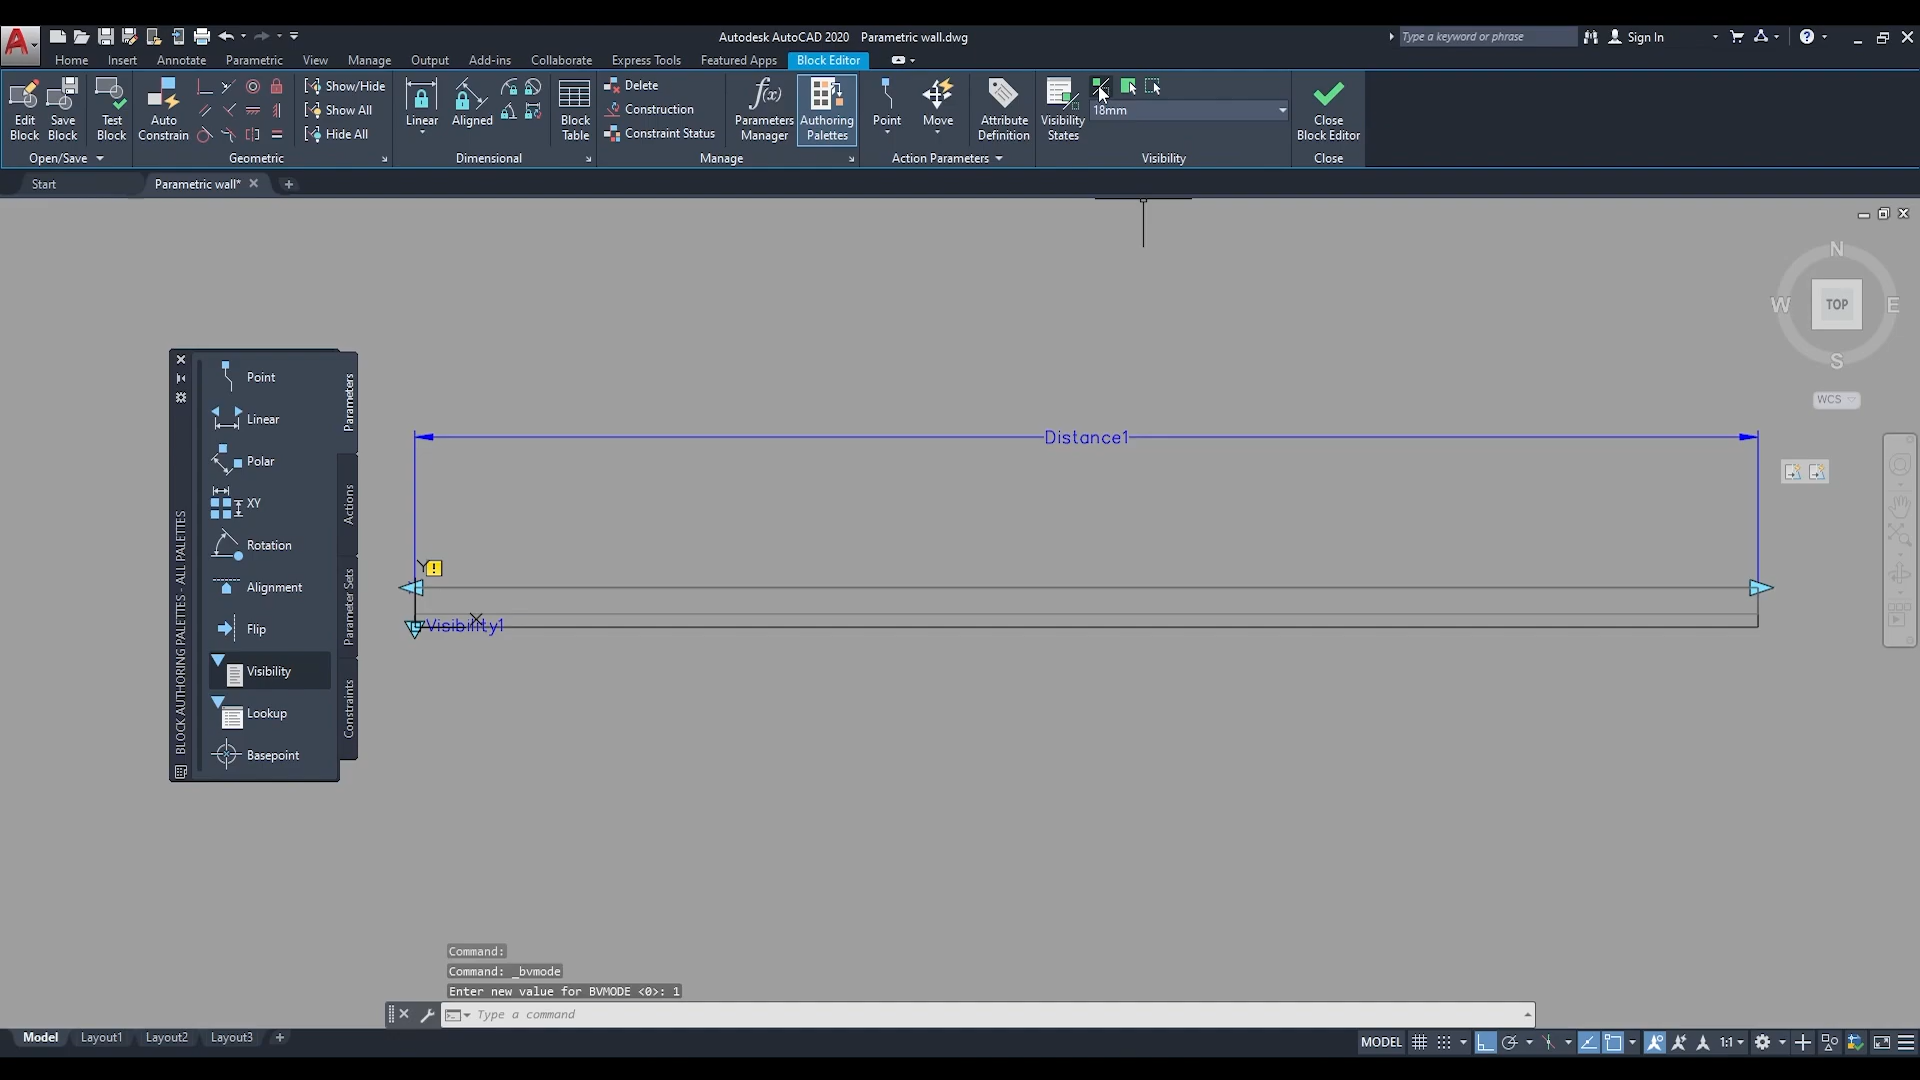 Autodesk AutoCAD 2020 Parametric wall.dwg
Type a keyword or phrase
Sign In
Home Insert Annotate Parametric View Manage Output Add-ins Collaborate Express Tools Featured Apps Block Editor
Edit Block
Save Block
Test Block
Open/Save
Auto Constrain
Show/Hide
Show All
Hide All
Geometric
Linear
Aligned
Dimensional
Block Table
Delete
Construction
Constraint Status
Parameters Manager
Authoring Palettes
Manage
Point
Move
Action Parameters
Attribute Definition
Visibility States
18mm
Visibility
Close Block Editor
Close
Start
Parametric wall*
N
W
TOP
E
S
WCS
Point
Linear
Polar
XY
Rotation
Alignment
Flip
Visibility
Lookup
Basepoint
Parameters
Actions
Parameter Sets
Constraints
BLOCK AUTHORING PALETTES - ALL PALETTES
Distance1
Y
Visibility1
Command:
Command: _bvmode
Enter new value for BVMODE <0>: 1
Type a command
Model Layout1 Layout2 Layout3
MODEL
1:1